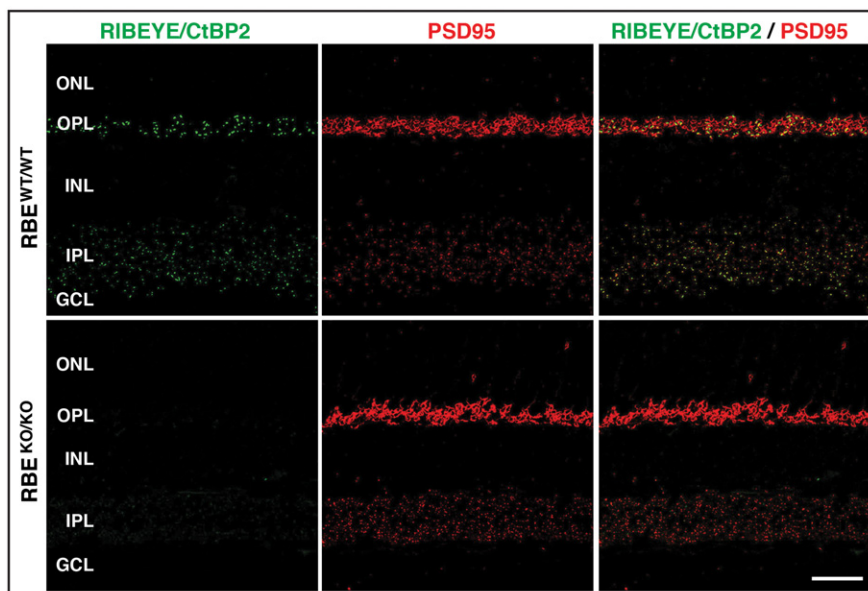 RIBEYE/CtBP2 PSD95 RIBEYE/CtBP2 / PSD95
RBE WT/WT
ONL
OPL
INL
IPL
GCL
RBE KO/KO
ONL
OPL
INL
IPL
GCL